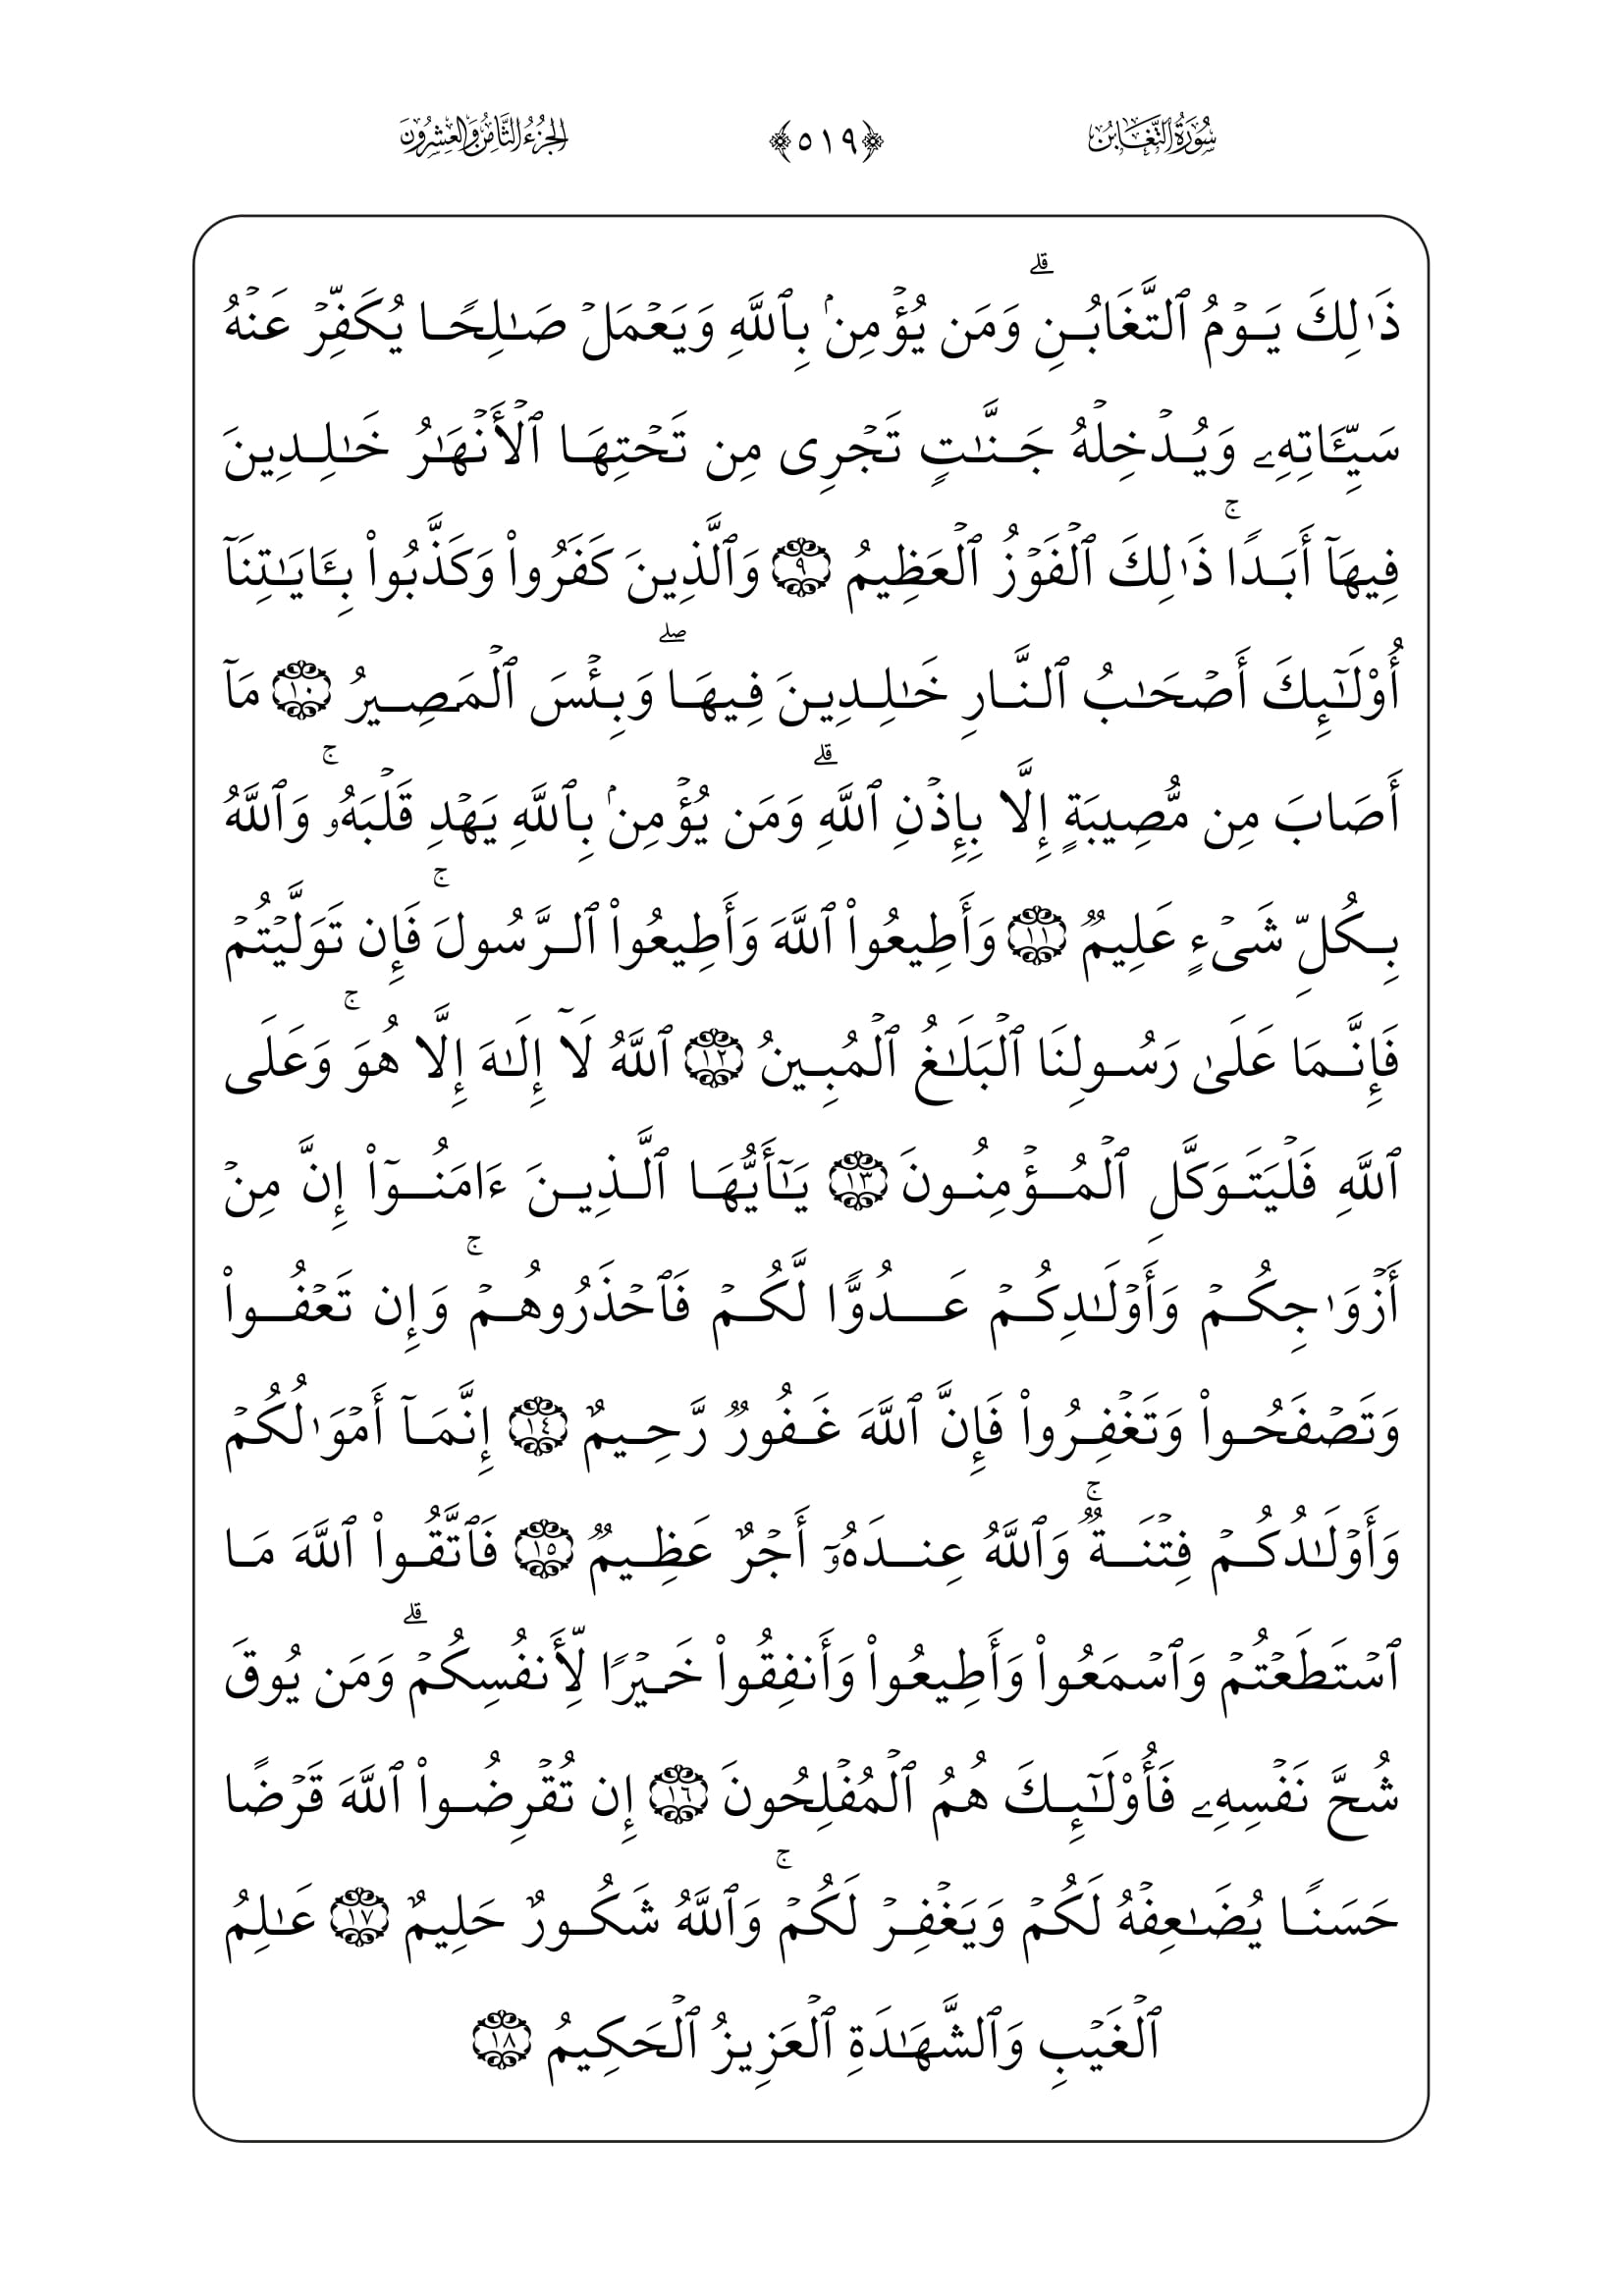 سُورَةُ التَّغَابُنِ ﴿٥١٩﴾ الجُزْءُ الثَّامِنُ وَالعِشْرُونَ
ذَٰلِكَ يَوۡمُ ٱلتَّغَابُنِۗ وَمَن يُؤۡمِنۢ بِٱللَّهِ وَيَعۡمَلۡ صَٰلِحٗا يُكَفِّرۡ عَنۡهُ
سَيِّـَٔاتِهِۦ وَيُدۡخِلۡهُ جَنَّٰتٖ تَجۡرِي مِن تَحۡتِهَا ٱلۡأَنۡهَٰرُ خَٰلِدِينَ
فِيهَآ أَبَدٗاۚ ذَٰلِكَ ٱلۡفَوۡزُ ٱلۡعَظِيمُ ٩ وَٱلَّذِينَ كَفَرُواْ وَكَذَّبُواْ بِـَٔايَٰتِنَآ
أُوْلَٰٓئِكَ أَصۡحَٰبُ ٱلنَّارِ خَٰلِدِينَ فِيهَاۖ وَبِئۡسَ ٱلۡمَصِيرُ ١٠ مَآ
أَصَابَ مِن مُّصِيبَةٍ إِلَّا بِإِذۡنِ ٱللَّهِۗ وَمَن يُؤۡمِنۢ بِٱللَّهِ يَهۡدِ قَلۡبَهُۥۚ وَٱللَّهُ
بِكُلِّ شَيۡءٍ عَلِيمٞ ١١ وَأَطِيعُواْ ٱللَّهَ وَأَطِيعُواْ ٱلرَّسُولَۚ فَإِن تَوَلَّيۡتُمۡ
فَإِنَّمَا عَلَىٰ رَسُولِنَا ٱلۡبَلَٰغُ ٱلۡمُبِينُ ١٢ ٱللَّهُ لَآ إِلَٰهَ إِلَّا هُوَۚ وَعَلَى
ٱللَّهِ فَلۡيَتَوَكَّلِ ٱلۡمُؤۡمِنُونَ ١٣ يَٰٓأَيُّهَا ٱلَّذِينَ ءَامَنُوٓاْ إِنَّ مِنۡ
أَزۡوَٰجِكُمۡ وَأَوۡلَٰدِكُمۡ عَدُوّٗا لَّكُمۡ فَٱحۡذَرُوهُمۡۚ وَإِن تَعۡفُواْ
وَتَصۡفَحُواْ وَتَغۡفِرُواْ فَإِنَّ ٱللَّهَ غَفُورٞ رَّحِيمٌ ١٤ إِنَّمَآ أَمۡوَٰلُكُمۡ
وَأَوۡلَٰدُكُمۡ فِتۡنَةٞۚ وَٱللَّهُ عِندَهُۥٓ أَجۡرٌ عَظِيمٞ ١٥ فَٱتَّقُواْ ٱللَّهَ مَا
ٱسۡتَطَعۡتُمۡ وَٱسۡمَعُواْ وَأَطِيعُواْ وَأَنفِقُواْ خَيۡرٗا لِّأَنفُسِكُمۡۗ وَمَن يُوقَ
شُحَّ نَفۡسِهِۦ فَأُوْلَٰٓئِكَ هُمُ ٱلۡمُفۡلِحُونَ ١٦ إِن تُقۡرِضُواْ ٱللَّهَ قَرۡضًا
حَسَنٗا يُضَٰعِفۡهُ لَكُمۡ وَيَغۡفِرۡ لَكُمۡۚ وَٱللَّهُ شَكُورٌ حَلِيمٌ ١٧ عَٰلِمُ
ٱلۡغَيۡبِ وَٱلشَّهَٰدَةِ ٱلۡعَزِيزُ ٱلۡحَكِيمُ ١٨